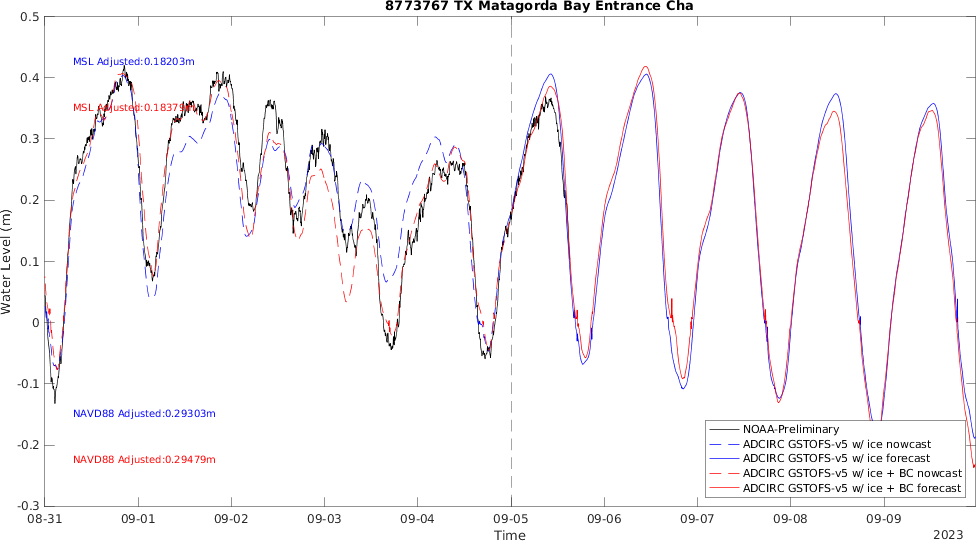 8773767 TX Matagorda Bay Entrance Cha
0.5
0.4
0.3
0.2
0.1
0
-0.1
-0.2
-0.3
Water Level (m)
MSL Adjusted:0.18203m
MSL Adjusted:0.18379m
NAVD88 Adjusted:0.29303m
NAVD88 Adjusted:0.29479m
NOAA-Preliminary
ADCIRC GSTOFS-v5 w/ ice nowcast
ADCIRC GSTOFS-v5 w/ ice forecast
ADCIRC GSTOFS-v5 w/ice + BC nowcast
ADCIRC GSTOFS-v5 w/ice + BC forecast
08-31 09-01 09-02 09-03 09-04 09-05 09-06 09-07 09-08 09-09
Time
2023